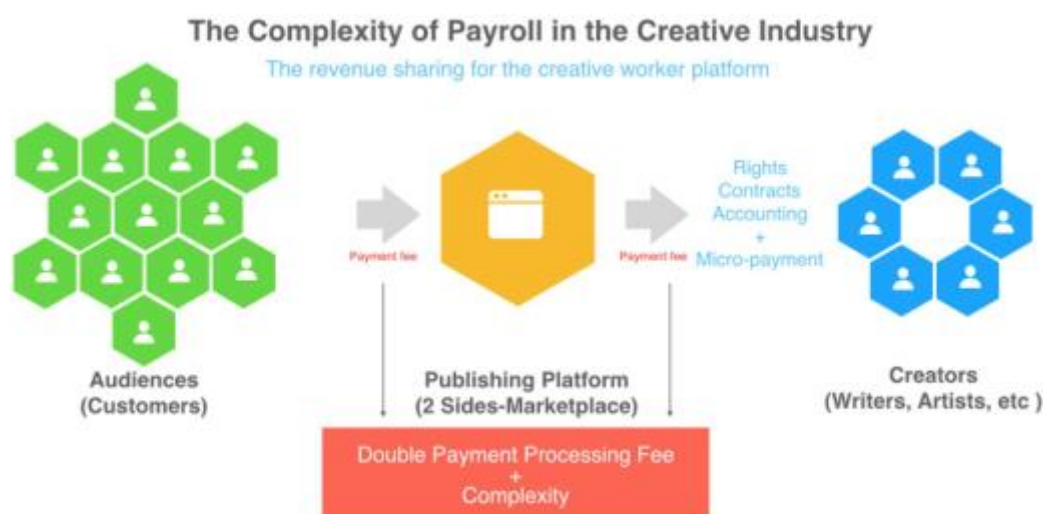 The Complexity of Payroll in the Creative Industry
The revenue sharing for the creative worker platform
Payment fee
Payment fee
Rights
Contracts
Accounting
+
Micro-payment
Audiences
(Customers)
Publishing Platform
(2 Sides-Marketplace)
Creators
(Writers, Artists, etc )
Double Payment Processing Fee
+
Complexity